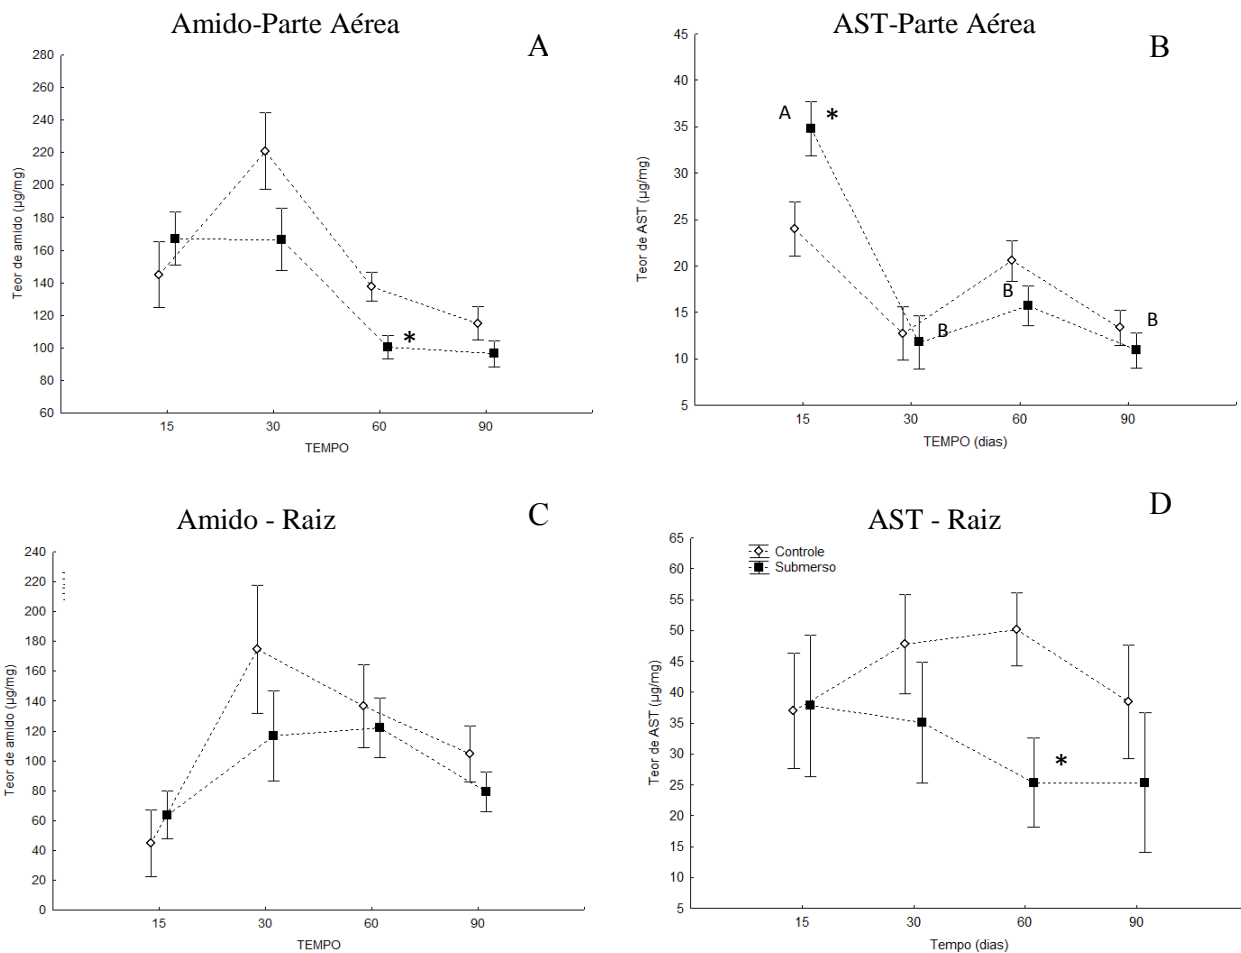 Amido-Parte Aérea
A
280
260
240
220
200
180
160
140
120
100
80
60
Teor de amido (µg/mg)
*
15 30 60 90
TEMPO
AST-Parte Aérea
B
45
40
35
30
25
20
15
10
5
Teor de AST (µg/mg)
A *
B
B
B
15 30 60 90
TEMPO (dias)
Amido - Raiz
C
240
220
200
180
160
140
120
100
80
60
40
20
0
Teor de amido (µg/mg)
15 30 60 90
TEMPO
AST - Raiz
D
65
60
55
50
45
40
35
30
25
20
15
10
5
Teor de AST (µg/mg)
Controle
Submerso
*
15 30 60 90
Tempo (dias)